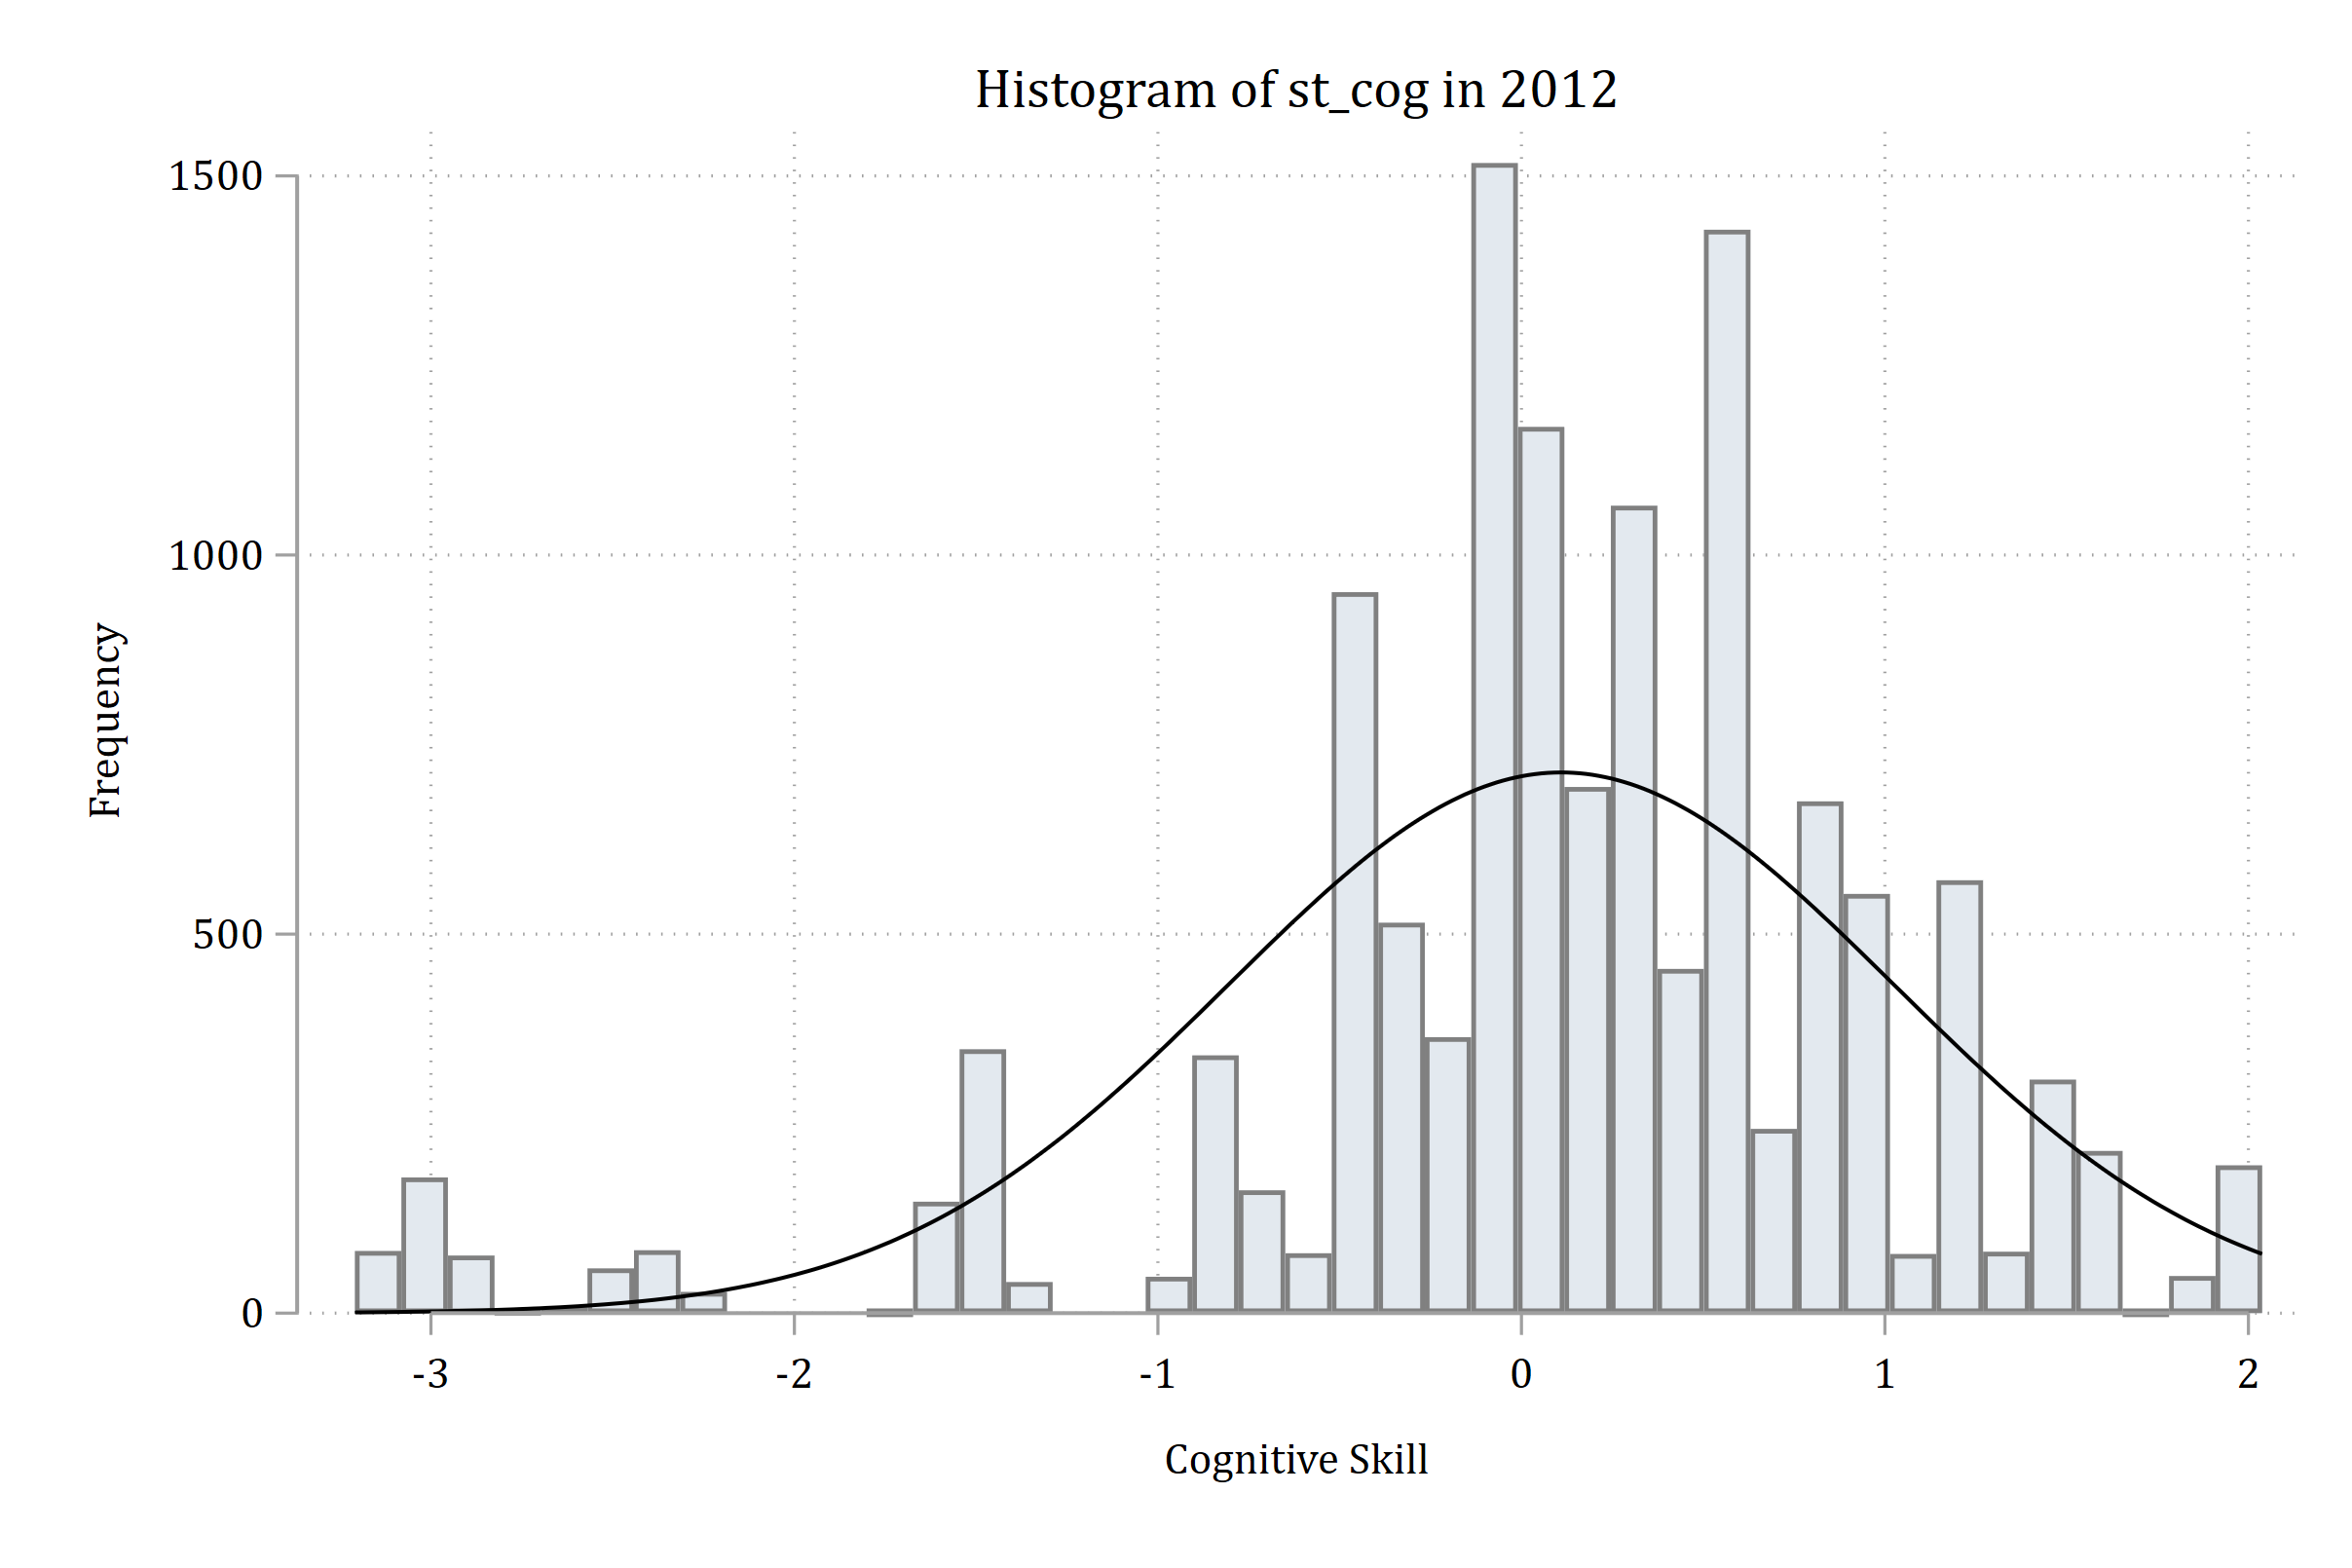 Histogram of st_cog in 2012
1500
1000
500
0
Frequency
-3 -2 -1 0 1 2
Cognitive Skill